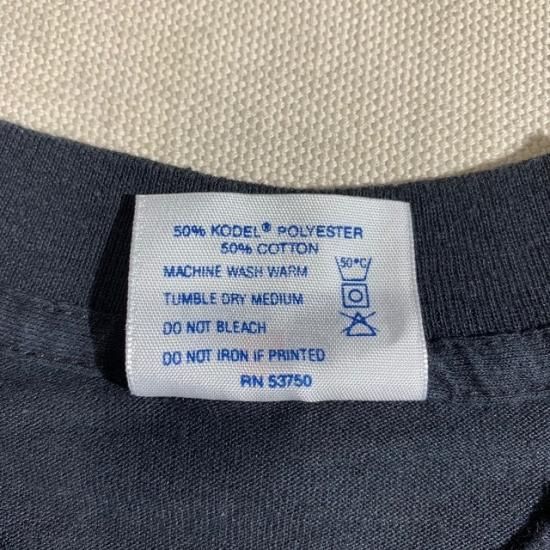 50% KODEL® POLYESTER
50% COTTON
MACHINE WASH WARM
50°C
TUMBLE DRY MEDIUM
DO NOT BLEACH
DO NOT IRON IF PRINTED
RN 53750